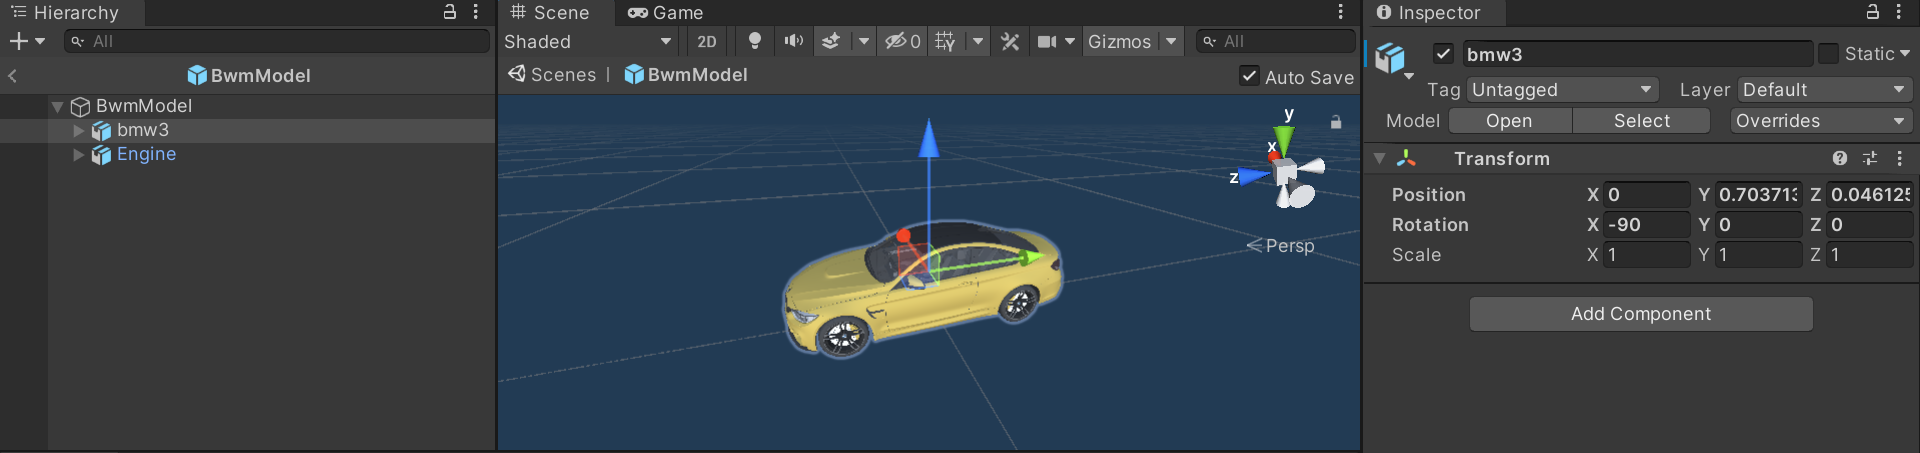 Hierarchy
All
BwmModel
BwmModel
bmw3
Engine
Scene
Game
Shaded
2D
0
Gizmos
All
Scenes | BwmModel
Auto Save
y
x
z
Persp
Inspector
bmw3
Static
Tag Untagged Layer Default
Model Open Select Overrides
Transform
Position X 0 Y 0.703713 Z 0.046125
Rotation X -90 Y 0 Z 0
Scale X 1 Y 1 Z 1
Add Component